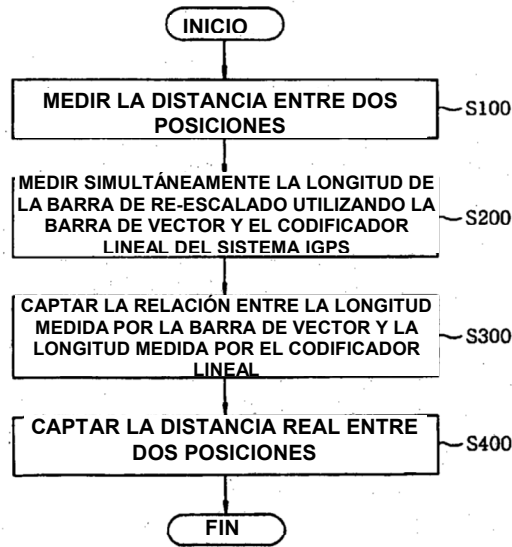 INICIO
MEDIR LA DISTANCIA ENTRE DOS
POSICIONES
S100
MEDIR SIMULTÁNEAMENTE LA LONGITUD DE
LA BARRA DE RE-ESCALADO UTILIZANDO LA
BARRA DE VECTOR Y EL CODIFICADOR
LINEAL DEL SISTEMA IGPS
S200
CAPTAR LA RELACIÓN ENTRE LA LONGITUD
MEDIDA POR LA BARRA DE VECTOR Y LA
LONGITUD MEDIDA POR EL CODIFICADOR
LINEAL
S300
CAPTAR LA DISTANCIA REAL ENTRE
DOS POSICIONES
S400
FIN